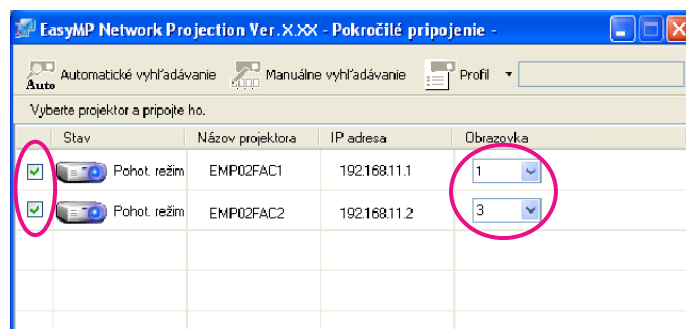 EasyMP Network Projection Ver.X.XX - Pokročilé pripojenie -
Auto Automatické vyhľadávanie Manuálne vyhľadávanie Profil
Vyberte projektor a pripojte ho.
Stav Názov projektora IP adresa Obrazovka
Pohot. režim EMP02FAC1 192.168.11.1 1
Pohot. režim EMP02FAC2 192.168.11.2 3